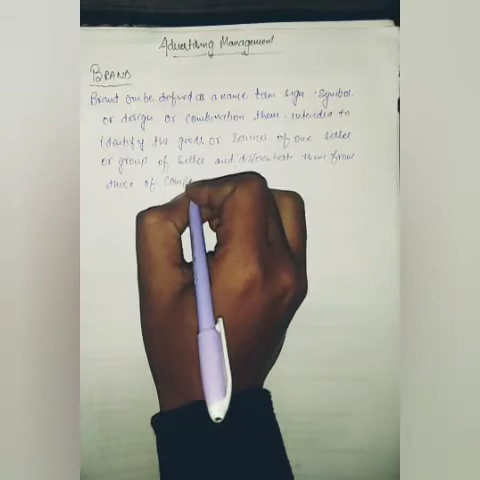 Advertising Management
BRAND
Brand can be defined as a name, term sign, Symbol
or design or combination them. intended to
identify the goods or services of one seller
or group of seller and differentiate them from
those of